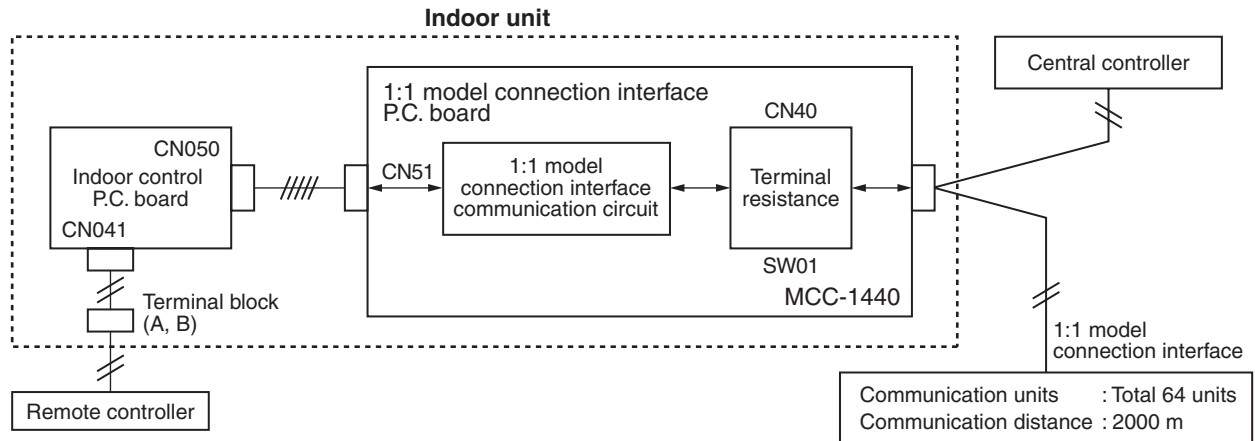 Indoor unit
Central controller
1:1 model connection interface
P.C. board
CN40
CN050
Indoor control
P.C. board
CN041
CN51
1:1 model
connection interface
communication circuit
Terminal
resistance
SW01
MCC-1440
Terminal block
(A, B)
Remote controller
1:1 model
connection interface
Communication units : Total 64 units
Communication distance : 2000 m